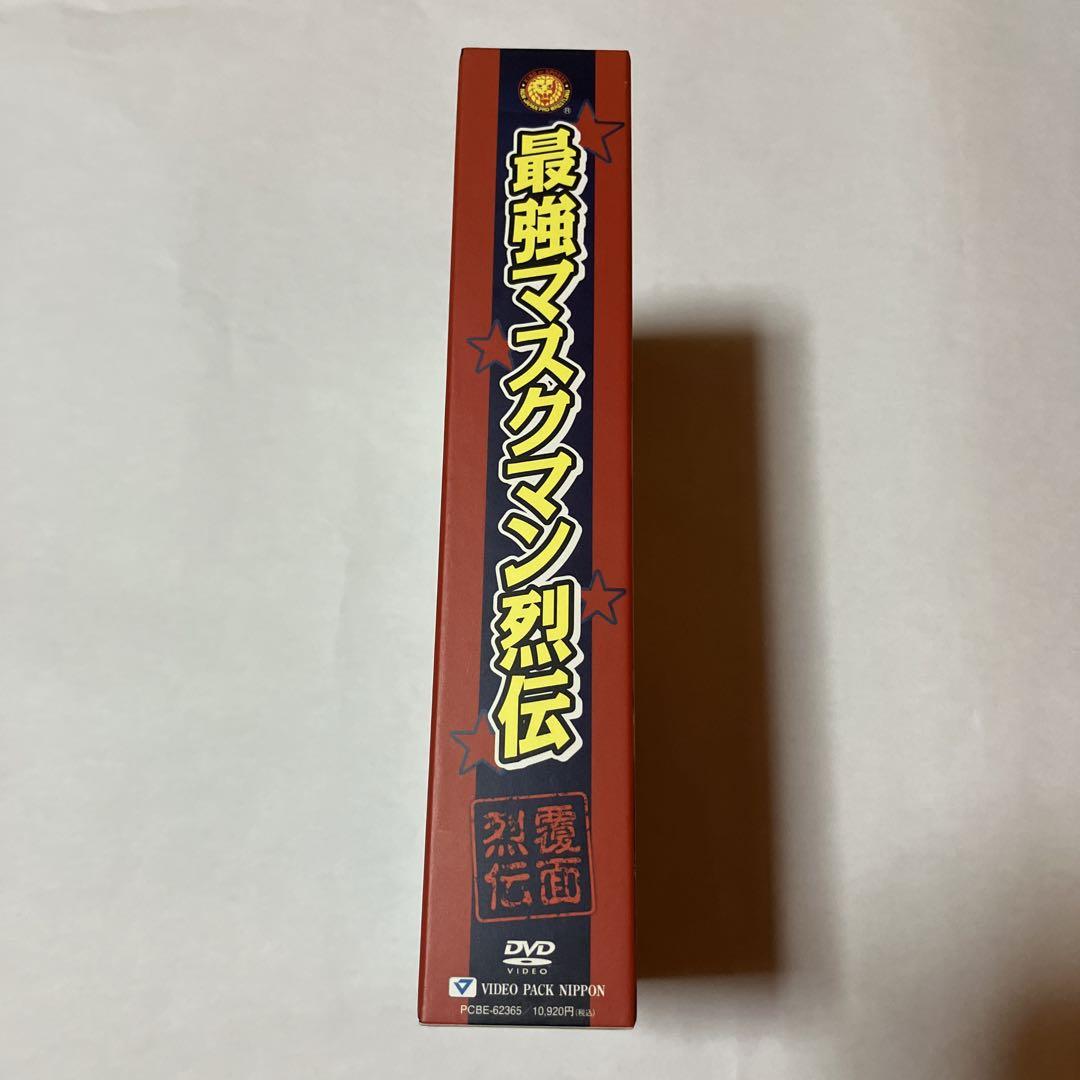 最強マスクマン烈伝
覆面
烈伝
DVD
VIDEO
VIDEO PACK NIPPON
PCBE-62365／10,920円(税込)